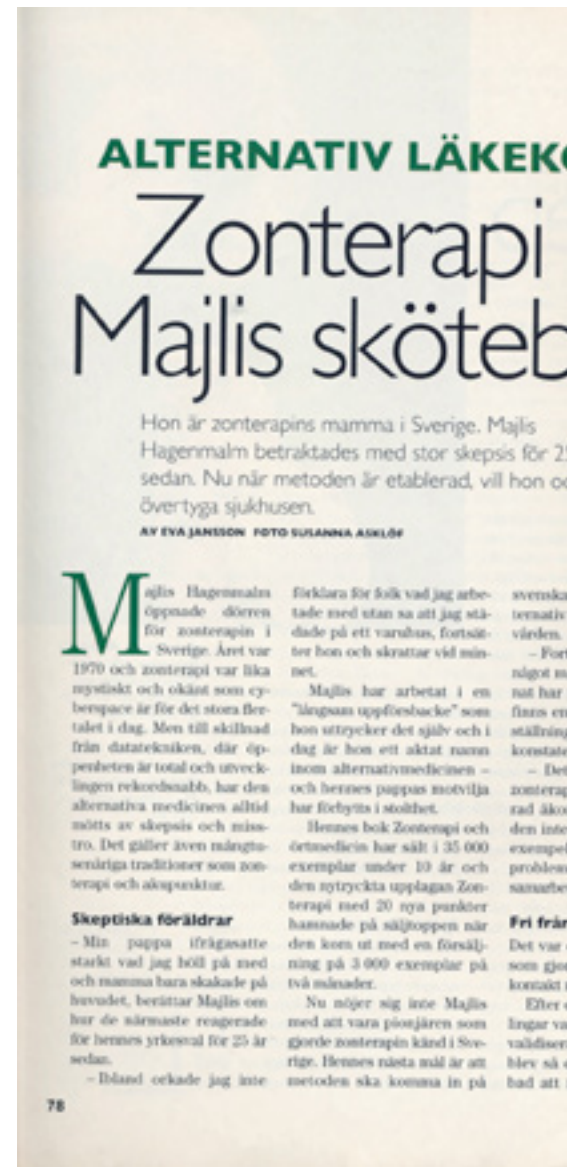 ALTERNATIV LÄKEKO
Zonterapi
Majlis sköteb
Hon är zonterapins mamma i Sverige. Majlis
Hagenmalm betraktades med stor skepsis för 25
sedan. Nu när metoden är etablerad, vill hon oc
övertyga sjukhusen.
AV EVA JANSSON FOTO SUSANNA ASKLÖF
Majlis Hagenmalm
öppnade dörren
för zonterapin i
Sverige. Året var
1970 och zonterapi var lika
mystiskt och okänt som cy-
berspace är för det stora fler-
talet i dag. Men till skillnad
från datatekniken, där öp-
penheten är total och utveck-
lingen rekordsnabb, har den
alternativa medicinen alltid
mötts av skepsis och miss-
tro. Det gäller även mångtu-
senåriga traditioner som zon-
terapi och akupunktur.
Skeptiska föräldrar
– Min pappa ifrågasatte
starkt vad jag höll på med
och mamma bara skakade på
huvudet, berättar Majlis om
hur de närmaste reagerade
för hennes yrkesval för 25 år
sedan.
– Ibland orkade jag inte
förklara för folk vad jag arbe-
tade med utan sa att jag stä-
dade på ett varuhus, fortsät-
ter hon och skrattar vid min-
net.
Majlis har arbetat i en
"långsam uppförsbacke" som
hon uttrycker det själv och i
dag är hon ett aktat namn
inom alternativmedicinen –
och hennes pappas motvilja
har förbytts i stolthet.
Hennes bok Zonterapi och
örtmedicin har sålt i 35 000
exemplar under 10 år och
den nytryckta upplagan Zon-
terapi med 20 nya punkter
hamnade på säljtoppen när
den kom ut med en försälj-
ning på 3 000 exemplar på
två månader.
Nu nöjer sig inte Majlis
med att vara pionjären som
gjorde zonterapin känd i Sve-
rige. Hennes nästa mål är att
metoden ska komma in på
svenska
ternativ
vården.
– Fort
något m
nat har
finns en
ställning
konstate
– Det
zonterap
rad åkon
den inte
exempel
problem
samarbe
Fri från
Det var
som gjor
kontakt
Efter
lingar va
validiser
blev så
bad att
78